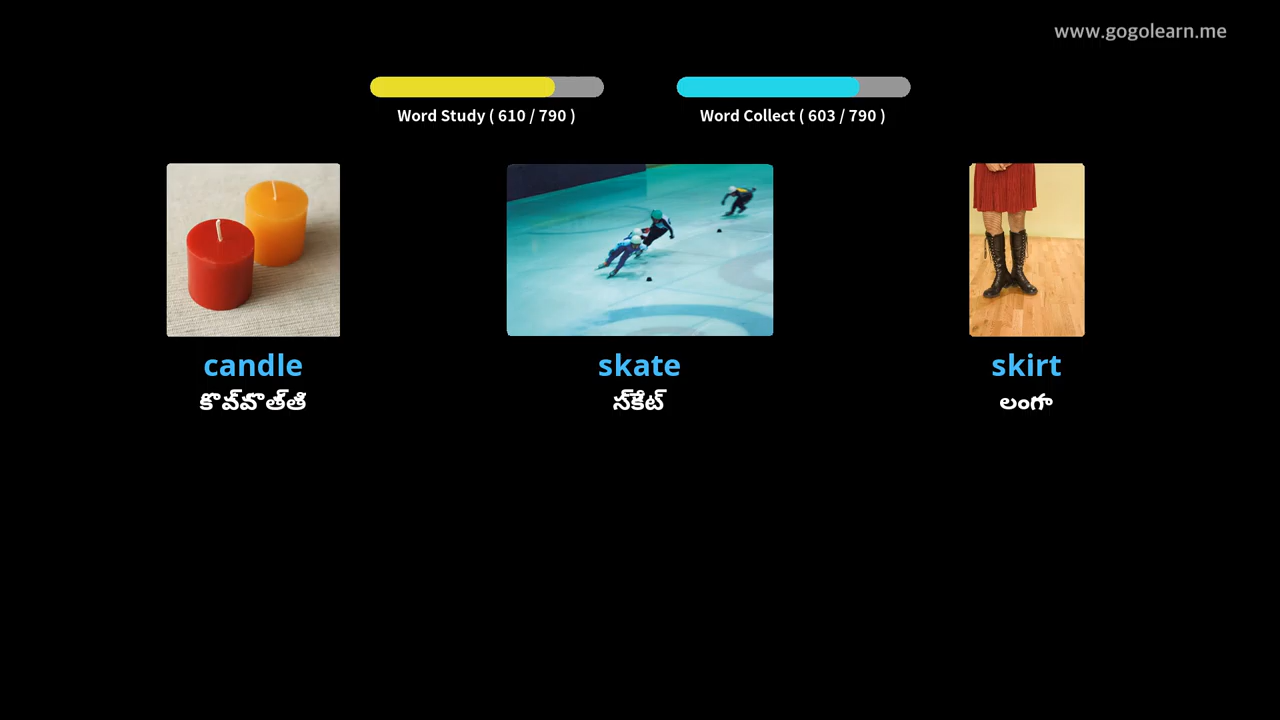 www.gogolearn.me
Word Study ( 610 / 790 )
Word Collect ( 603 / 790 )
candle
కొవ్వొత్తి
skate
స్కేట్
skirt
లంగా